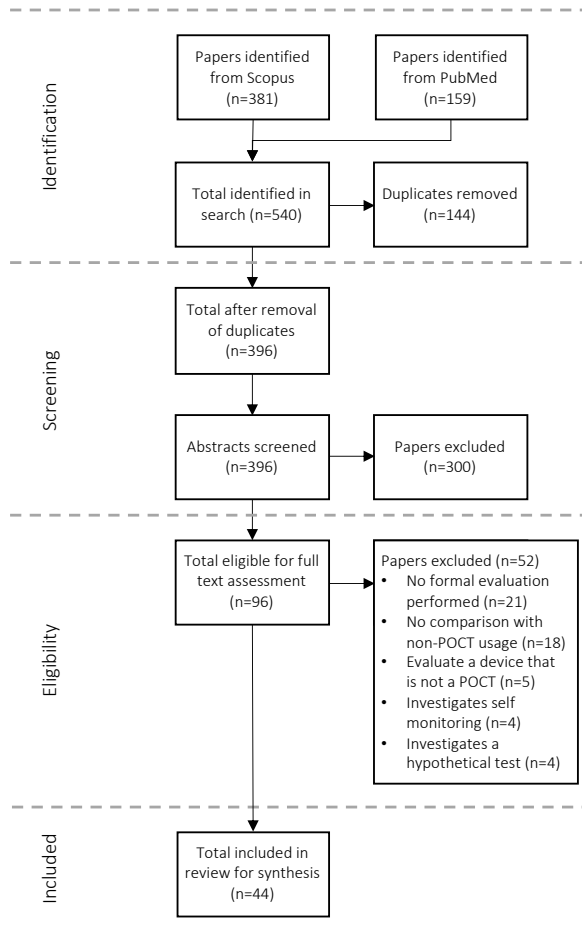 Identification
Papers identified
from Scopus
(n=381)
Papers identified
from PubMed
(n=159)
Total identified in
search (n=540)
Duplicates removed
(n=144)
Screening
Total after removal
of duplicates
(n=396)
Abstracts screened
(n=396)
Papers excluded
(n=300)
Eligibility
Total eligible for full
text assessment
(n=96)
Papers excluded (n=52)
• No formal evaluation
performed (n=21)
• No comparison with
non-POCT usage (n=18)
• Evaluate a device that
is not a POCT (n=5)
• Investigates self
monitoring (n=4)
• Investigates a
hypothetical test (n=4)
Included
Total included in
review for synthesis
(n=44)